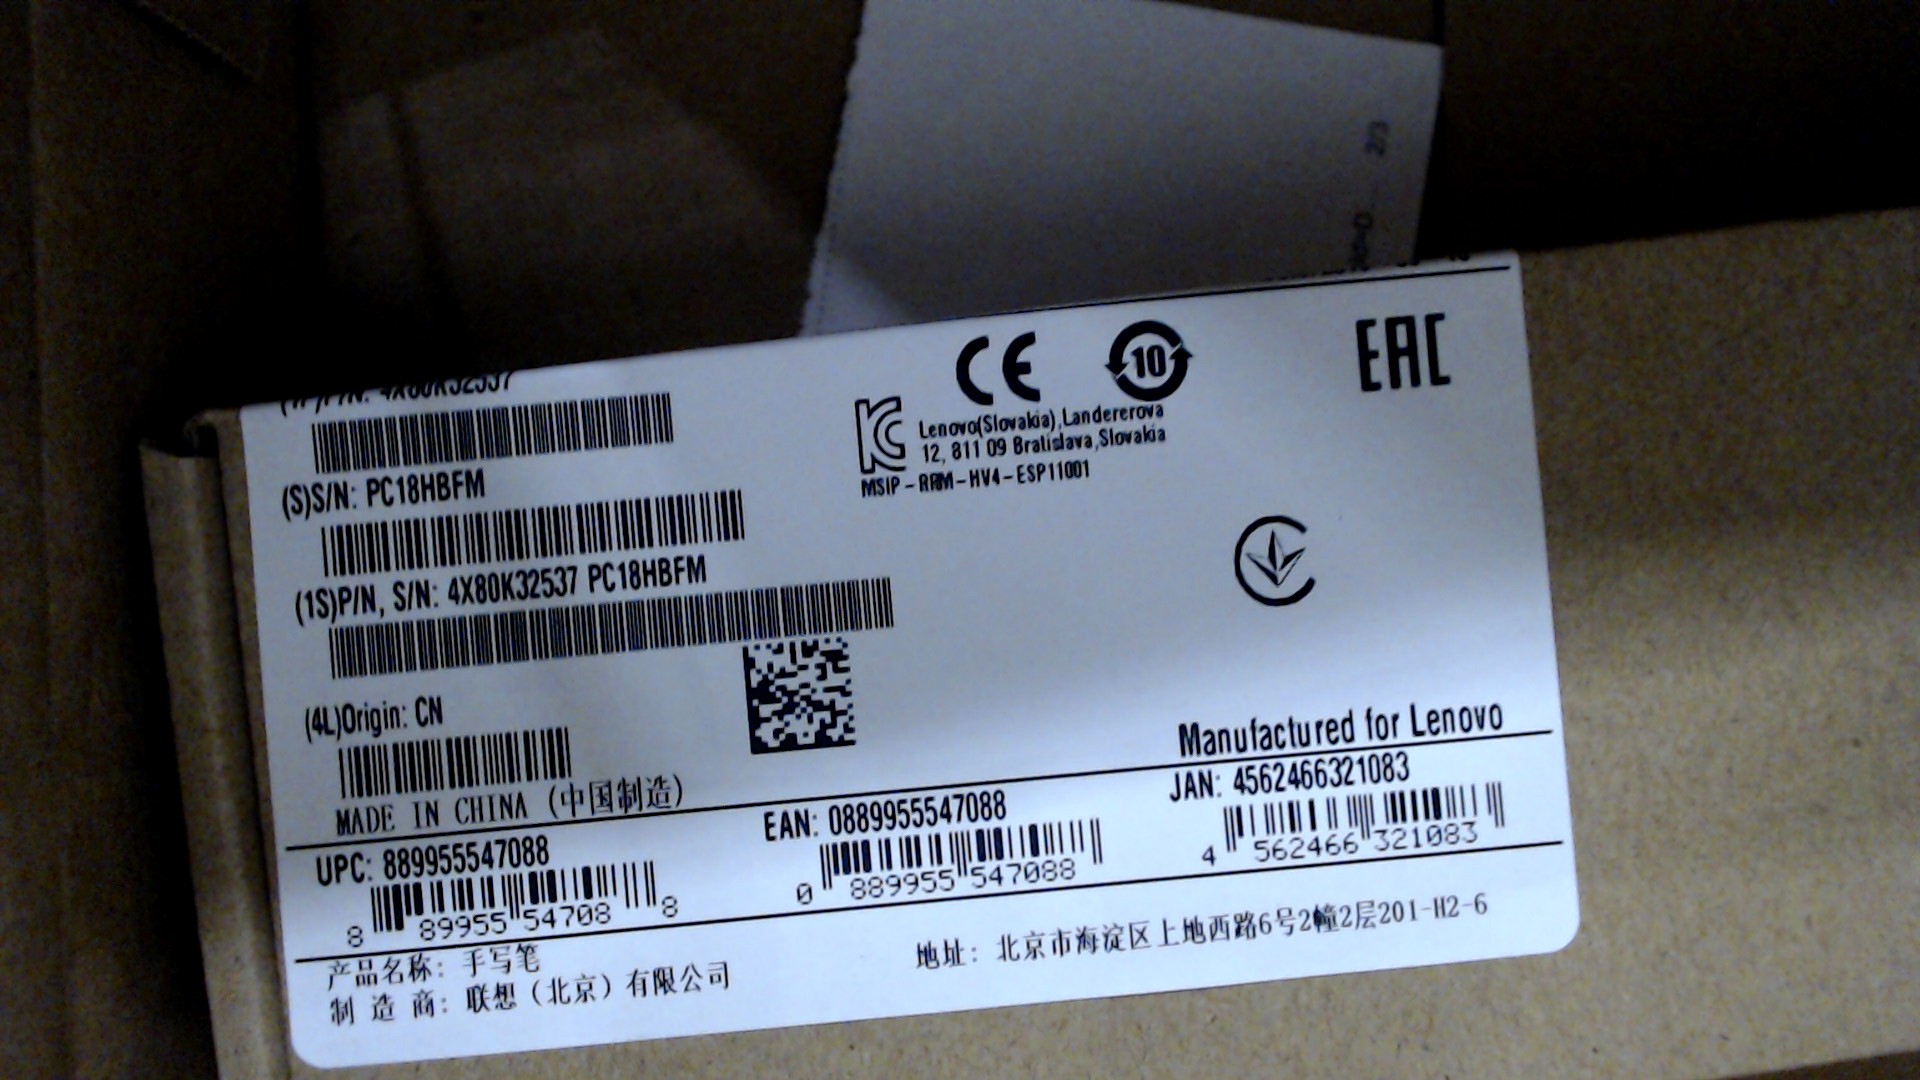 (1P)P/N: 4X80K32537
(S)S/N: PC18HBFM
(1S)P/N, S/N: 4X80K32537 PC18HBFM
(4L)Origin: CN
MADE IN CHINA (中国制造)
CE
10
EAC
Lenovo(Slovakia),Landererova
12, 811 09 Bratislava,Slovakia
MSIP-RRM-HV4-ESP11001
Manufactured for Lenovo
UPC: 889955547088
8 89955 54708 8
EAN: 0889955547088
0 889955 547088
JAN: 4562466321083
4 562466 321083
产品名称: 手写笔
制 造 商: 联想（北京）有限公司
地址: 北京市海淀区上地西路6号2幢2层201-H2-6